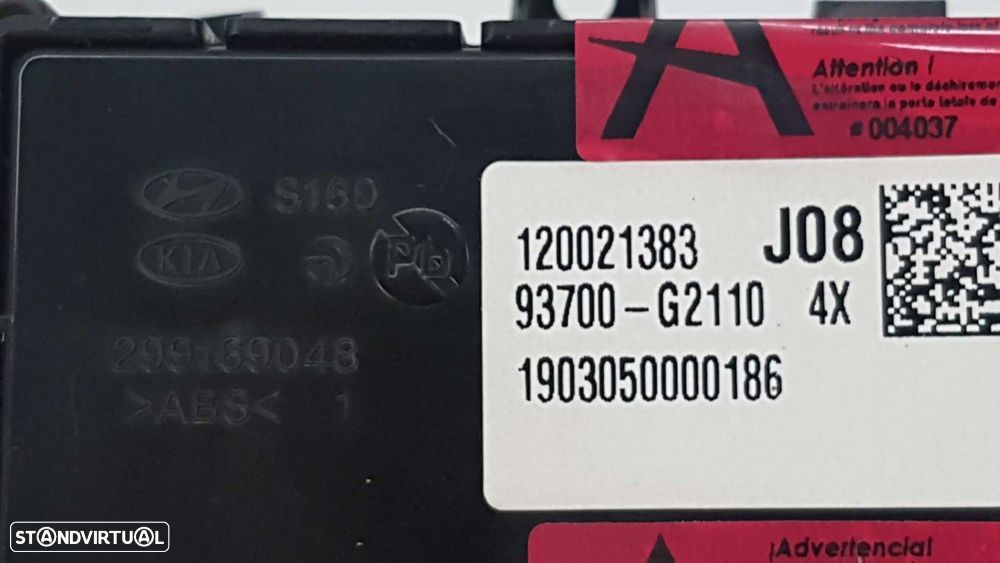 A
Attention !
L'altération ou le déchirement
entraînera la perte totale de
# 004037
S160
KIA
Pb
299169048
>ABS< 1
120021383 J08
93700-G2110 4X
1903050000186
¡Advertencia!
STANDVIRTUAL